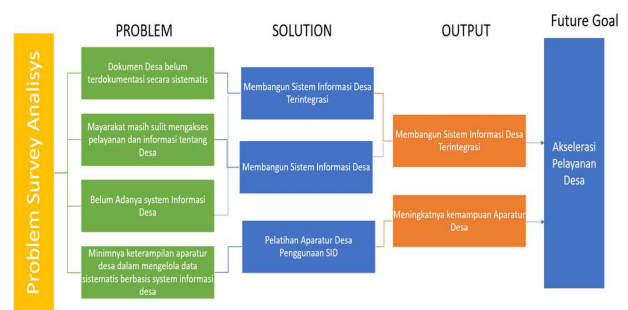 PROBLEM
SOLUTION
OUTPUT
Future Goal
Problem Survey Analisys
Dokumen Desa belum
terdokumentasi secara sistematis
Mayarakat masih sulit mengakses
pelayanan dan informasi tentang
Desa
Belum Adanya system Informasi
Desa
Minimnya keterampilan aparatur
desa dalam mengelola data
sistematis berbasis system informasi
desa
Membangun Sistem Informasi Desa
Terintegrasi
Membangun Sistem Informasi Desa
Pelatihan Aparatur Desa
Penggunaan SID
Membangun Sistem Informasi Desa
Terintegrasi
Meningkatnya kemampuan Aparatur
Desa
Akselerasi
Pelayanan
Desa